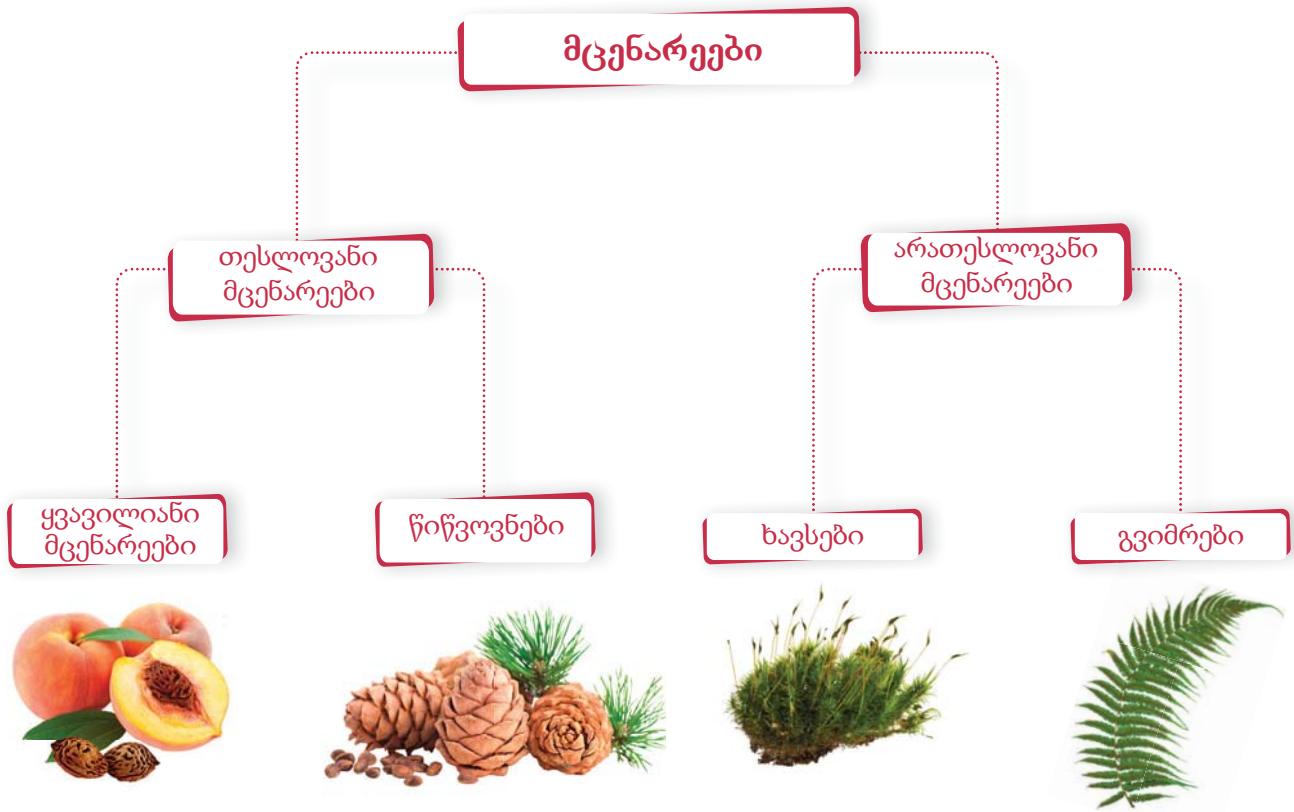 მცენარეები
თესლოვანი
მცენარეები
არათესლოვანი
მცენარეები
ყვავილიანი
მცენარეები
წიწვოვნები
ხავსები
გვიმრები